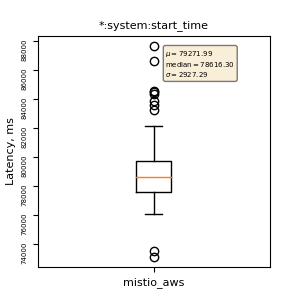 *:system:start_time
88000
86000
84000
82000
80000
78000
76000
74000
Latency, ms
μ = 79271.99
median = 78616.30
σ = 2927.29
mistio_aws